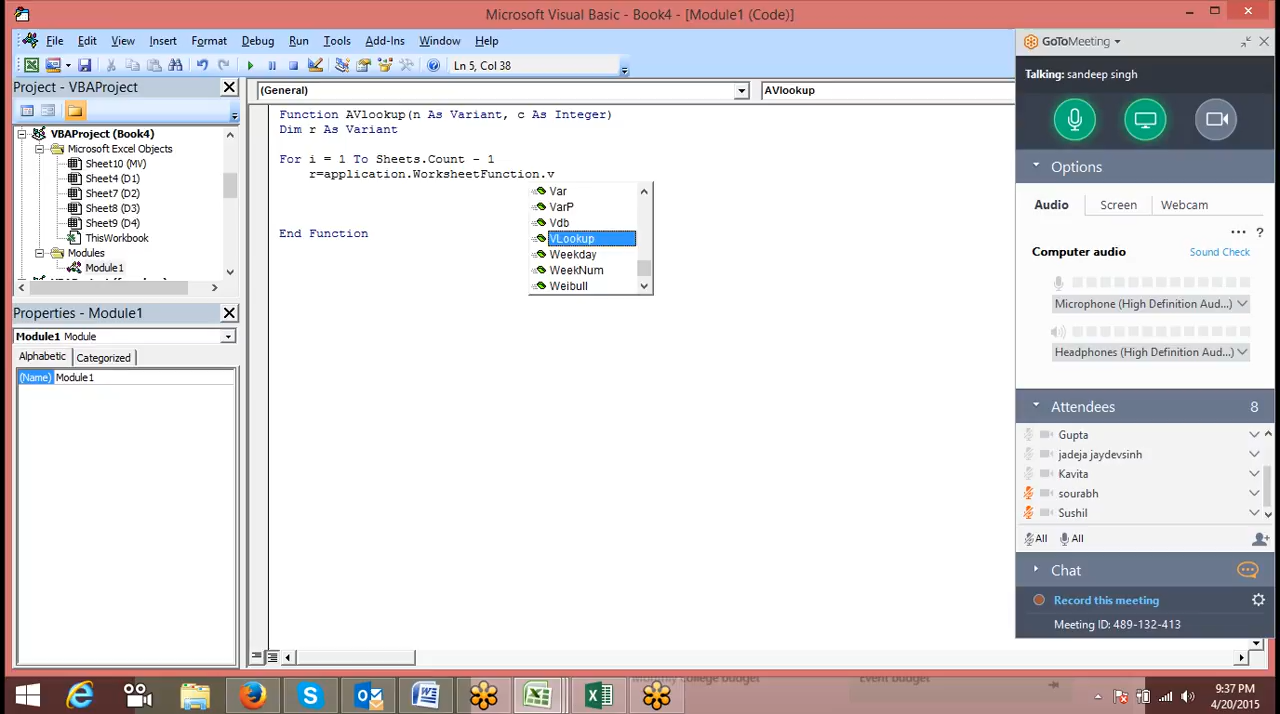 Microsoft Visual Basic - Book4 - [Module1 (Code)]
File Edit View Insert Format Debug Run Tools Add-Ins Window Help
Ln 5, Col 38
Project - VBAProject
VBAProject (Book4)
Microsoft Excel Objects
Sheet10 (MV)
Sheet4 (D1)
Sheet7 (D2)
Sheet8 (D3)
Sheet9 (D4)
ThisWorkbook
Modules
Module1
Properties - Module1
Module1 Module
Alphabetic Categorized
(Name) Module1
(General) AVlookup
Function AVlookup(n As Variant, c As Integer)
Dim r As Variant
For i = 1 To Sheets.Count - 1
r=application.WorksheetFunction.v
Var
VarP
Vdb
VLookup
Weekday
WeekNum
Weibull
End Function
GoToMeeting
Talking: sandeep singh
Options
Audio Screen Webcam
... ?
Computer audio Sound Check
Microphone (High Definition Aud...)
Headphones (High Definition Aud...)
Attendees 8
Gupta
jadeja jaydevsinh
Kavita
sourabh
Sushil
All All
Chat
Record this meeting
Meeting ID: 489-132-413
Monthly college budget Event budget
9:37 PM
4/20/2015